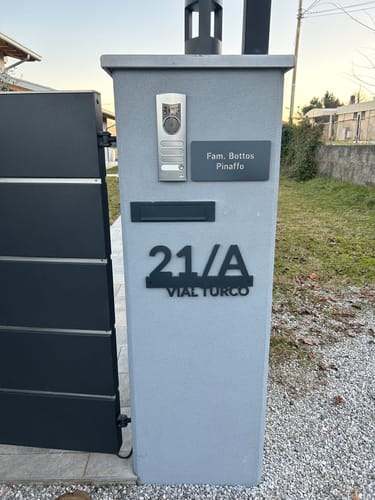 Fam. Bottos
Pinaffo
21/A
VIAL TURCO